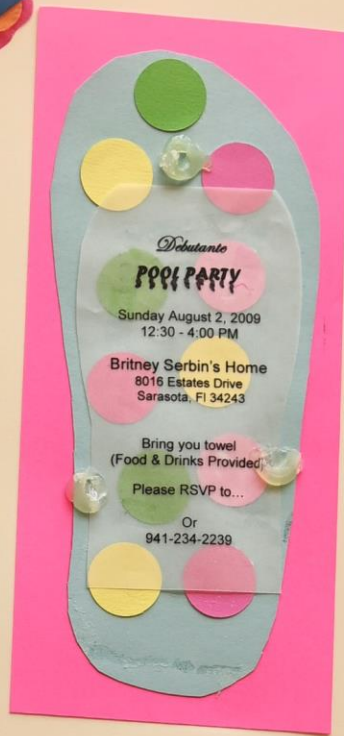 Debutante
POOL PARTY
Sunday August 2, 2009
12:30 - 4:00 PM
Britney Serbin's Home
8016 Estates Drive
Sarasota, Fl 34243
Bring you towel
(Food & Drinks Provided)
Please RSVP to...
Or
941-234-2239